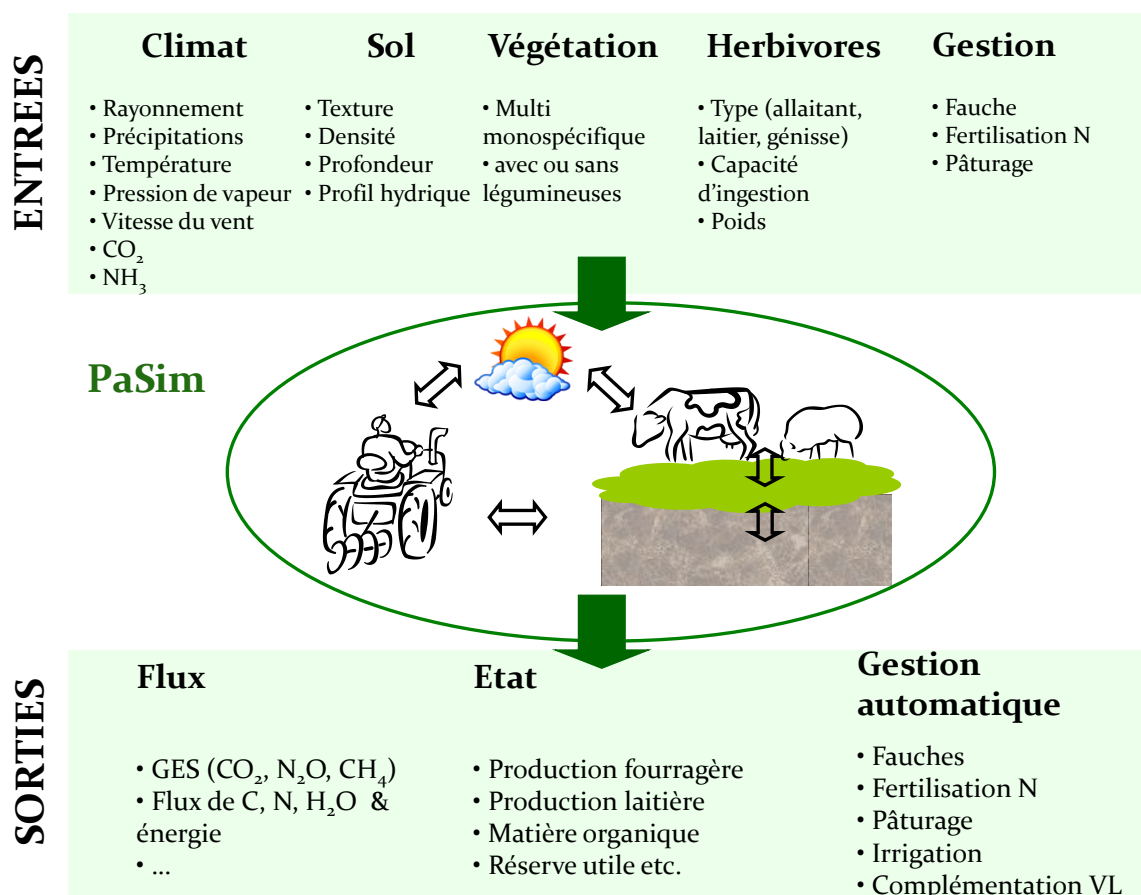 ENTREES
Climat
• Rayonnement
• Précipitations
• Température
• Pression de vapeur
• Vitesse du vent
• CO₂
• NH₃
Sol
• Texture
• Densité
• Profondeur
• Profil hydrique
Végétation
• Multi
monospécifique
• avec ou sans
légumineuses
Herbivores
• Type (allaitant,
laitier, génisse)
• Capacité
d'ingestion
• Poids
Gestion
• Fauche
• Fertilisation N
• Pâturage
PaSim
SORTIES
Flux
• GES (CO₂, N₂O, CH₄)
• Flux de C, N, H₂O &
énergie
• ...
Etat
• Production fourragère
• Production laitière
• Matière organique
• Réserve utile etc.
Gestion
automatique
• Fauches
• Fertilisation N
• Pâturage
• Irrigation
• Complémentation VL